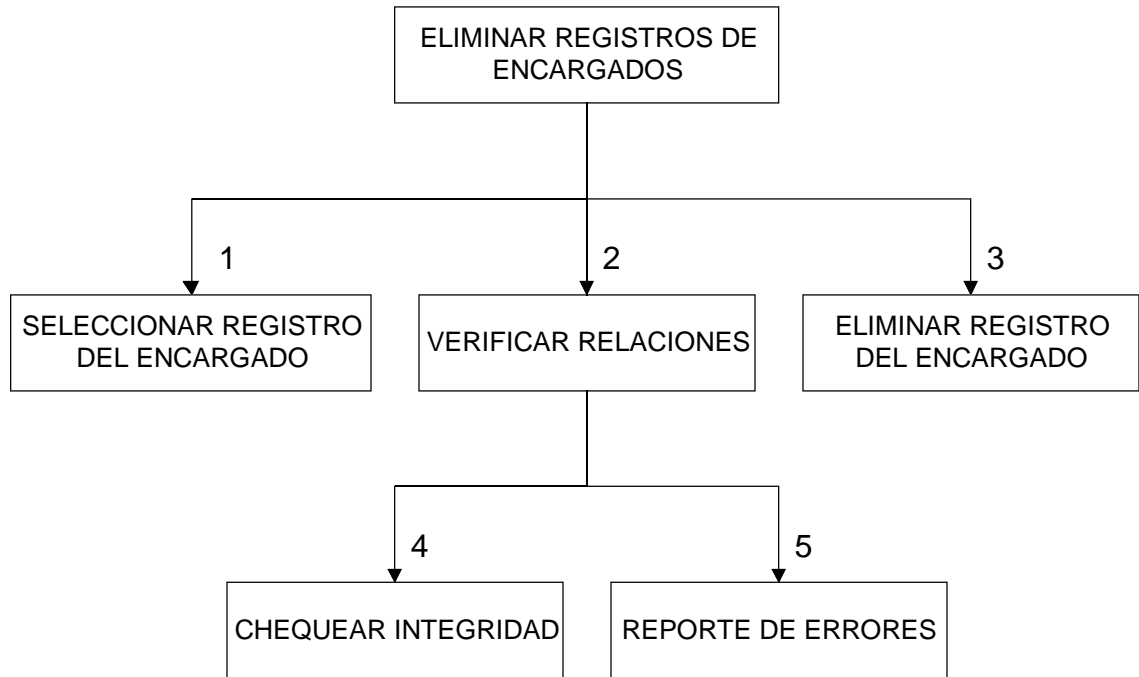 ELIMINAR REGISTROS DE
ENCARGADOS
1
2
3
SELECCIONAR REGISTRO
DEL ENCARGADO
VERIFICAR RELACIONES
ELIMINAR REGISTRO
DEL ENCARGADO
4
5
CHEQUEAR INTEGRIDAD
REPORTE DE ERRORES